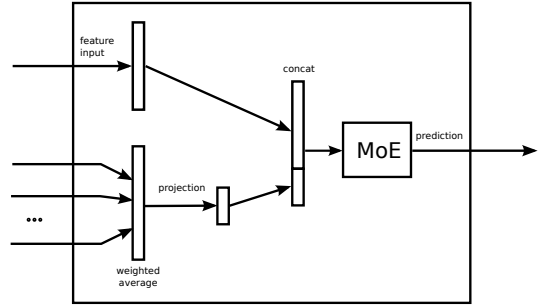 feature
input
concat
MoE
prediction
projection
weighted
average